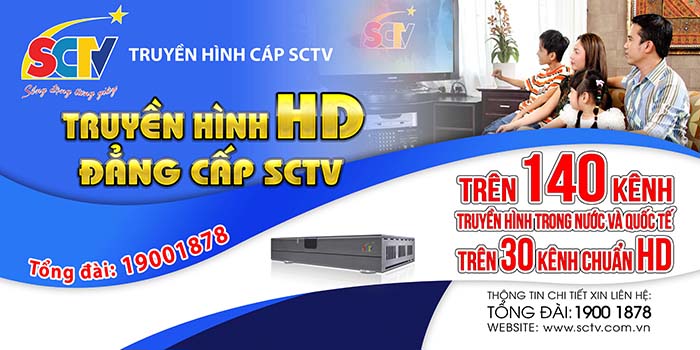 SCTV
Sống động từng giây!
TRUYỀN HÌNH CÁP SCTV
TRUYỀN HÌNH HD
ĐẲNG CẤP SCTV
Tổng đài: 19001878
TRÊN 140 KÊNH
TRUYỀN HÌNH TRONG NƯỚC VÀ QUỐC TẾ
TRÊN 30 KÊNH CHUẨN HD
THÔNG TIN CHI TIẾT XIN LIÊN HỆ:
TỔNG ĐÀI: 1900 1878
WEBSITE: www.sctv.com.vn